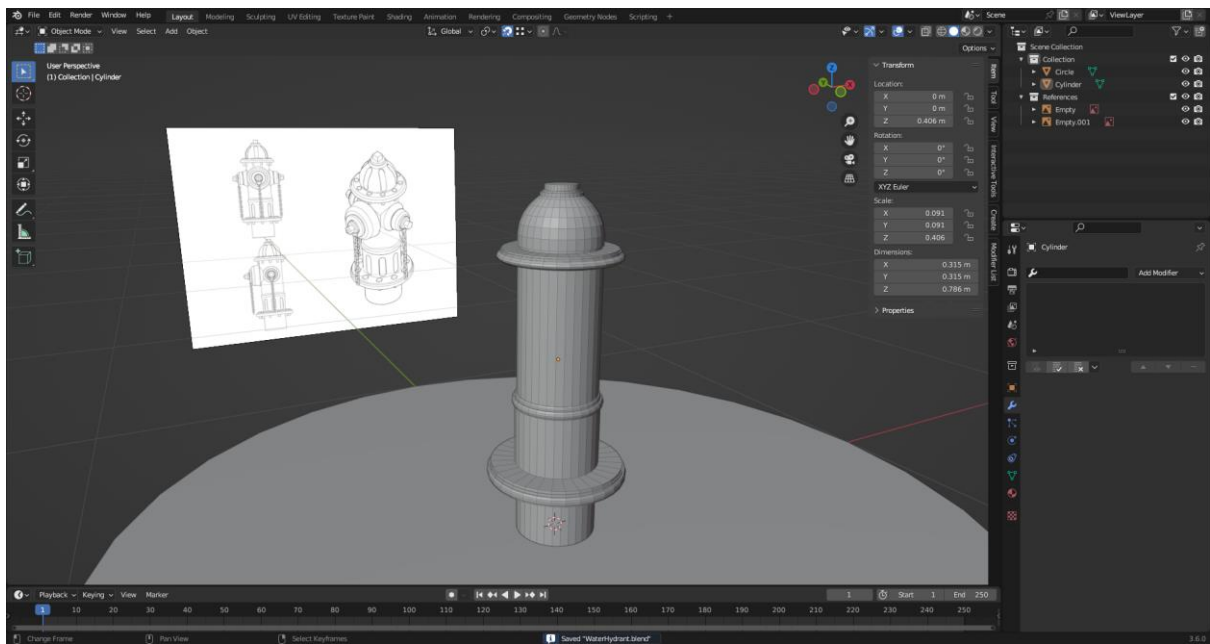 File Edit Render Window Help Layout Modeling Sculpting UV Editing Texture Paint Shading Animation Rendering Compositing Geometry Nodes Scripting + Scene ViewLayer
Object Mode View Select Add Object Global
Options
User Perspective
(1) Collection | Cylinder
Transform
Location:
X 0 m
Y 0 m
Z 0.406 m
Rotation:
X 0°
Y 0°
Z 0°
XYZ Euler
Scale:
X 0.091
Y 0.091
Z 0.406
Dimensions:
X 0.315 m
Y 0.315 m
Z 0.786 m
Properties
Item
Tool
View
Interactive Tools
Create
Modifier List
Z
Y
X
Scene Collection
Collection
Circle
Cylinder
References
Empty
Empty.001
Cylinder
Add Modifier
Playback Keying View Marker 1 Start 1 End 250
1 10 20 30 40 50 60 70 80 90 100 110 120 130 140 150 160 170 180 190 200 210 220 230 240 250
Change Frame Pan View Select Keyframes Saved "WaterHydrant.blend" 3.6.0